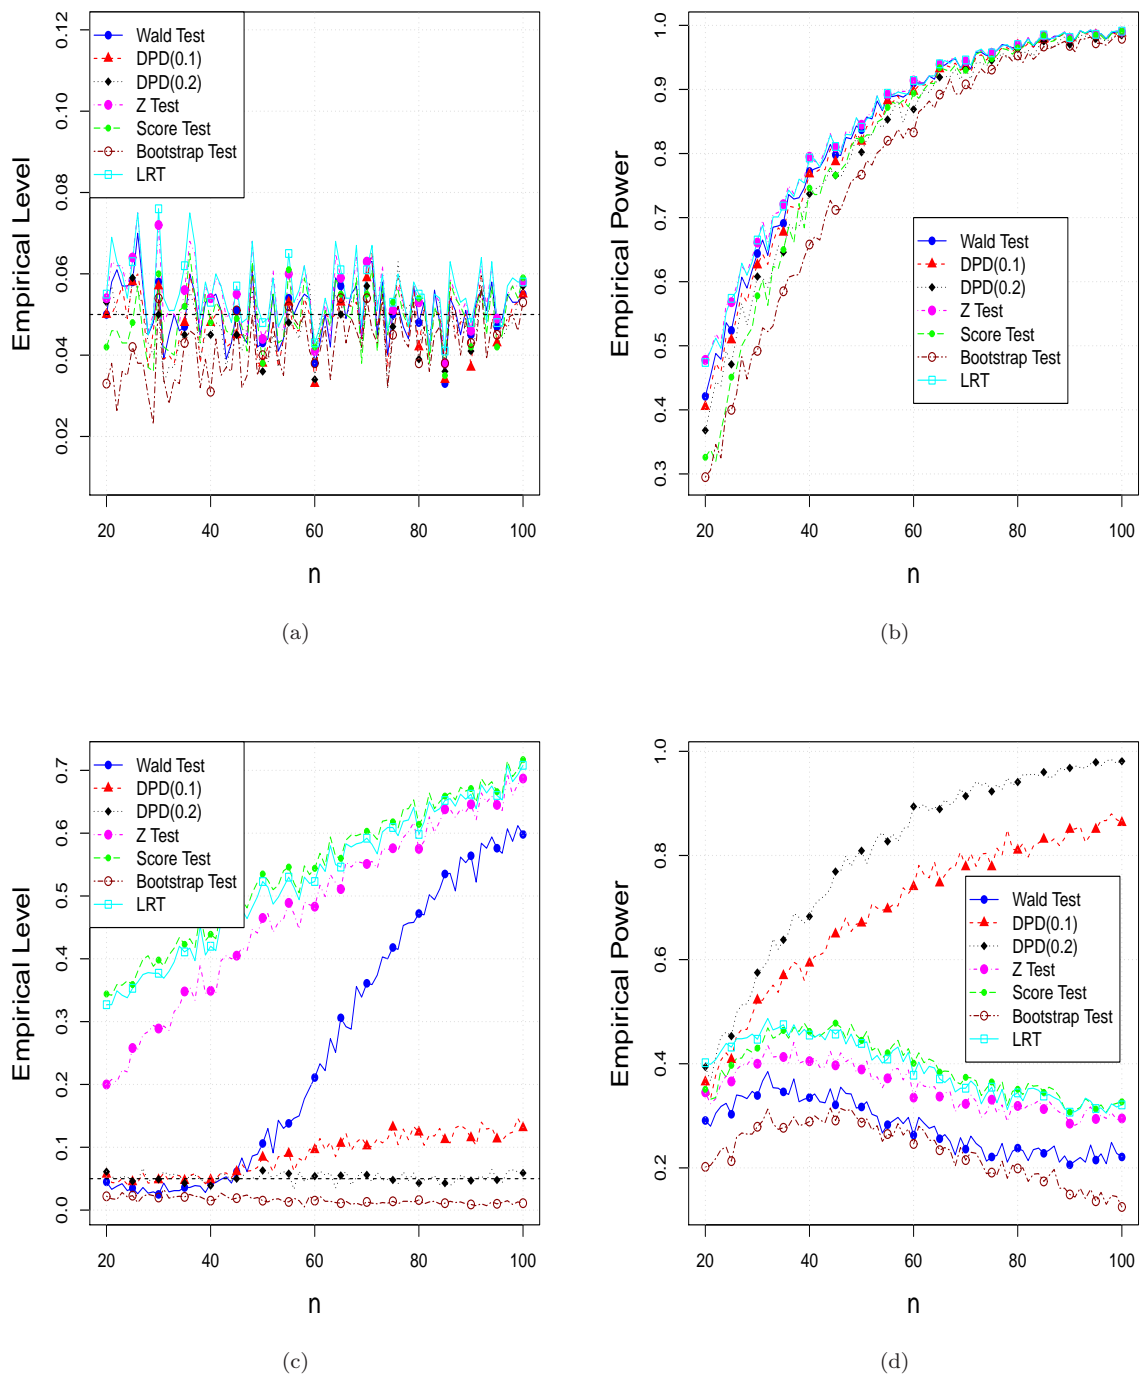 Empirical Level
0.12
0.10
0.08
0.06
0.04
0.02
Wald Test
DPD(0.1)
DPD(0.2)
Z Test
Score Test
Bootstrap Test
LRT
20 40 60 80 100
n
(a)
Empirical Power
1.0
0.9
0.8
0.7
0.6
0.5
0.4
0.3
Wald Test
DPD(0.1)
DPD(0.2)
Z Test
Score Test
Bootstrap Test
LRT
20 40 60 80 100
n
(b)
Empirical Level
0.7
0.6
0.5
0.4
0.3
0.2
0.1
0.0
Wald Test
DPD(0.1)
DPD(0.2)
Z Test
Score Test
Bootstrap Test
LRT
20 40 60 80 100
n
(c)
Empirical Power
1.0
0.8
0.6
0.4
0.2
Wald Test
DPD(0.1)
DPD(0.2)
Z Test
Score Test
Bootstrap Test
LRT
20 40 60 80 100
n
(d)